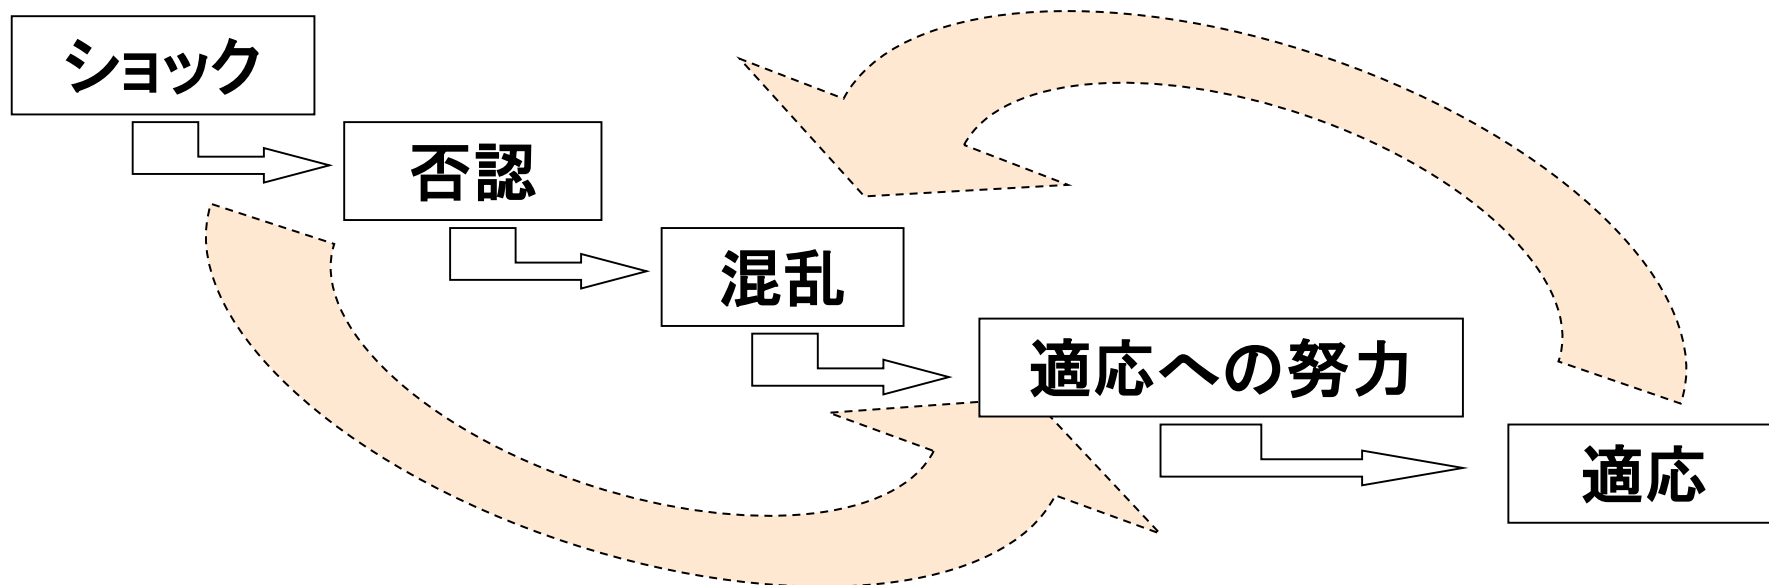 ショック
否認
混乱
適応への努力
適応